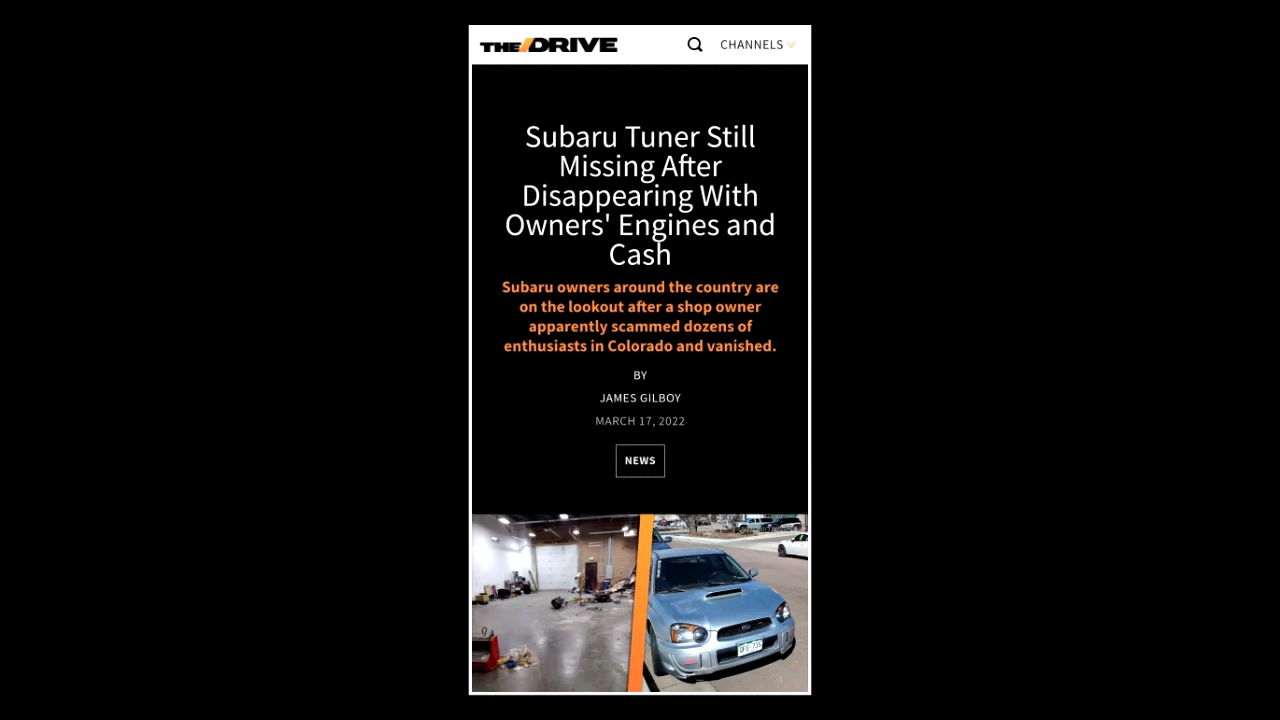 THE DRIVE
CHANNELS
Subaru Tuner Still
Missing After
Disappearing With
Owners' Engines and
Cash
Subaru owners around the country are
on the lookout after a shop owner
apparently scammed dozens of
enthusiasts in Colorado and vanished.
BY
JAMES GILBOY
MARCH 17, 2022
NEWS